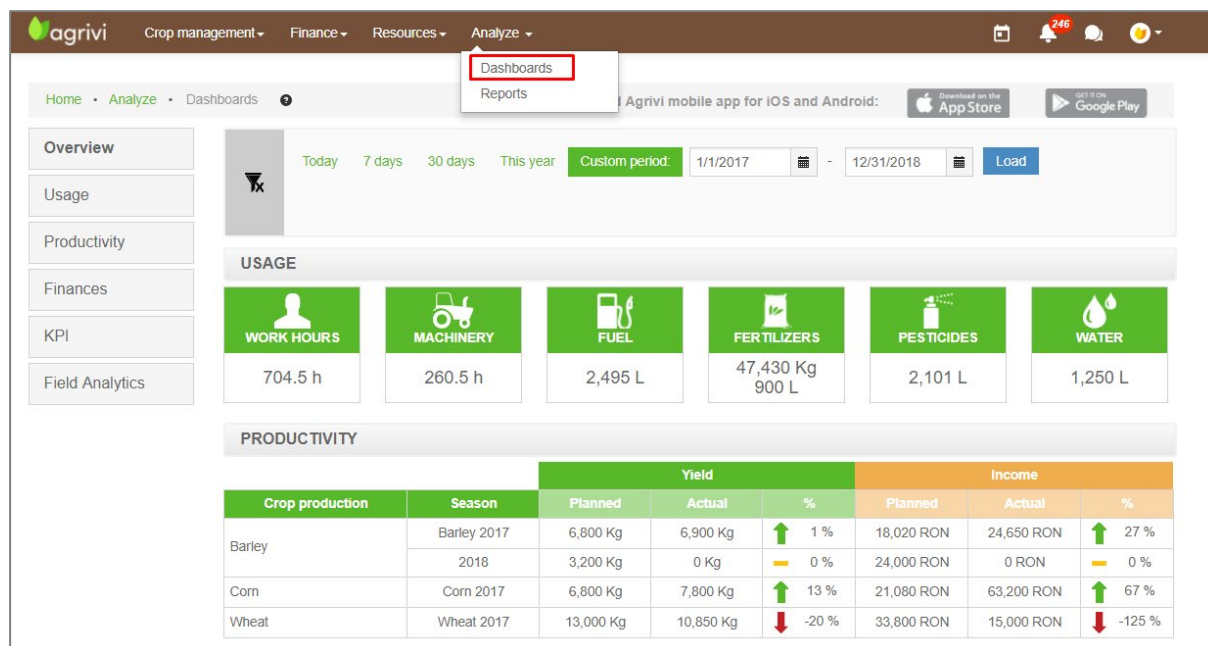 agrivi Crop management Finance Resources Analyze 246
Dashboards
Reports
Home • Analyze • Dashboards ? Agrivi mobile app for iOS and Android: Download on the App Store GET IT ON Google Play
Overview
Usage
Productivity
Finances
KPI
Field Analytics
Today 7 days 30 days This year Custom period: 1/1/2017 - 12/31/2018 Load
USAGE
WORK HOURS MACHINERY FUEL FERTILIZERS PESTICIDES WATER
704.5 h 260.5 h 2,495 L 47,430 Kg 2,101 L 1,250 L
900 L
PRODUCTIVITY
Yield Income
Crop production Season Planned Actual % Planned Actual %
Barley Barley 2017 6,800 Kg 6,900 Kg 1 % 18,020 RON 24,650 RON 27 %
2018 3,200 Kg 0 Kg 0 % 24,000 RON 0 RON 0 %
Corn Corn 2017 6,800 Kg 7,800 Kg 13 % 21,080 RON 63,200 RON 67 %
Wheat Wheat 2017 13,000 Kg 10,850 Kg -20 % 33,800 RON 15,000 RON -125 %